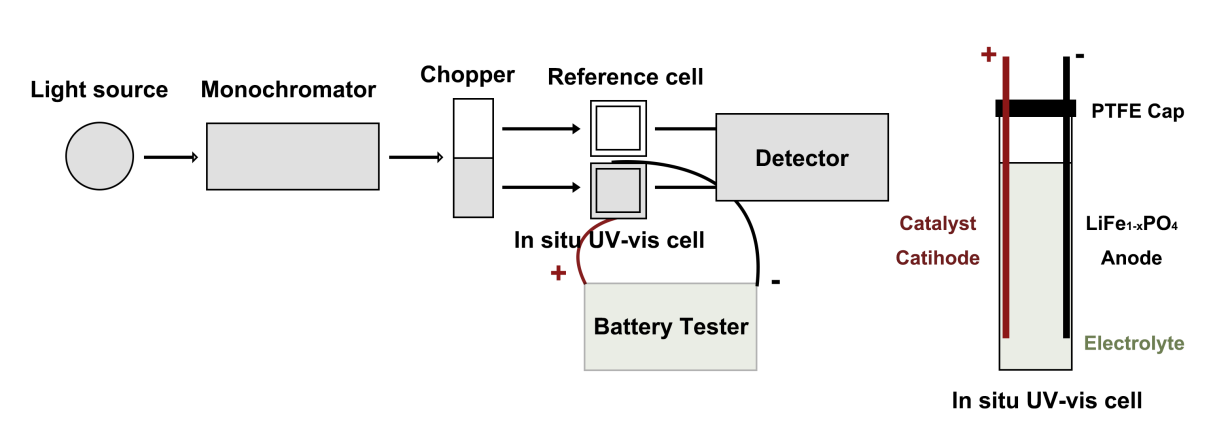 Light source
Monochromator
Chopper
Reference cell
Detector
In situ UV-vis cell
+
-
Battery Tester
+
-
PTFE Cap
Catalyst
Catihode
LiFe₁₋ₓPO₄
Anode
Electrolyte
In situ UV-vis cell